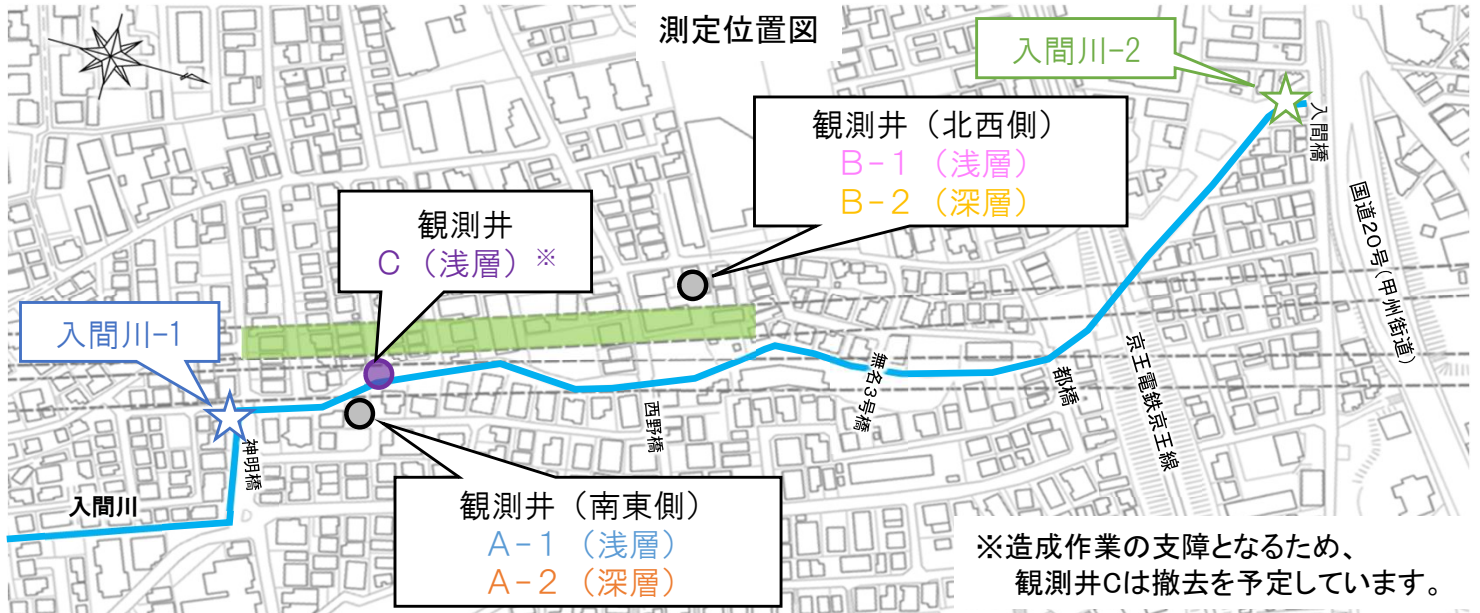 測定位置図
入間川-2
入間橋
観測井（北西側）
B-1（浅層）
B-2（深層）
国道20号(甲州街道)
観測井
C（浅層）※
入間川-1
無名3号橋
都橋
京王電鉄京王線
西野橋
神明橋
入間川
観測井（南東側）
A-1（浅層）
A-2（深層）
※造成作業の支障となるため、
観測井Cは撤去を予定しています。